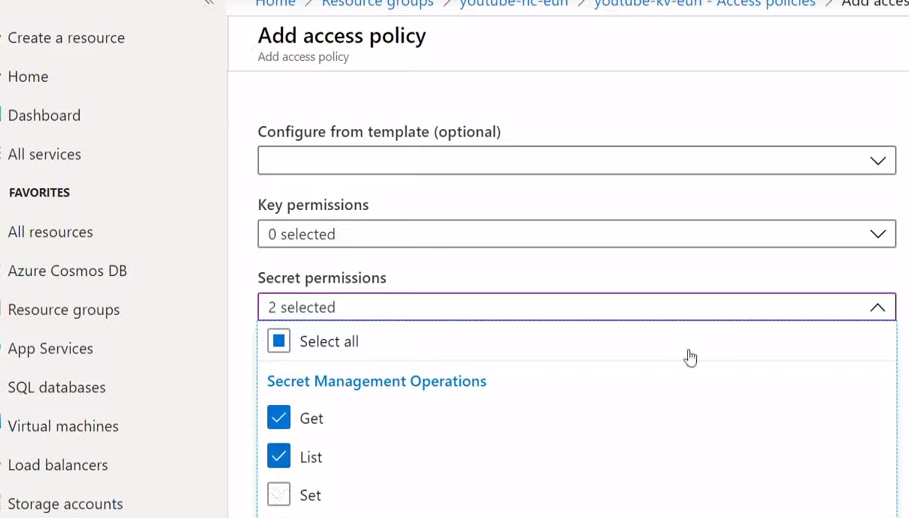 Home > Resource groups > youtube-nc-eun > youtube-kv-eun - Access policies > Add acces
Create a resource
Home
Dashboard
All services
FAVORITES
All resources
Azure Cosmos DB
Resource groups
App Services
SQL databases
Virtual machines
Load balancers
Storage accounts
Add access policy
Add access policy
Configure from template (optional)
Key permissions
0 selected
Secret permissions
2 selected
Select all
Secret Management Operations
Get
List
Set